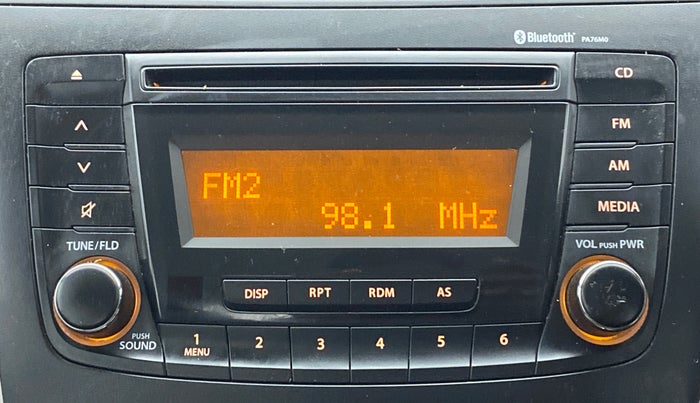 Bluetooth PA76M0
CD
FM
FM2
AM
98.1 MHz
MEDIA
TUNE/FLD
VOL PUSH PWR
DISP RPT RDM AS
PUSH
SOUND
1 2 3 4 5 6
MENU